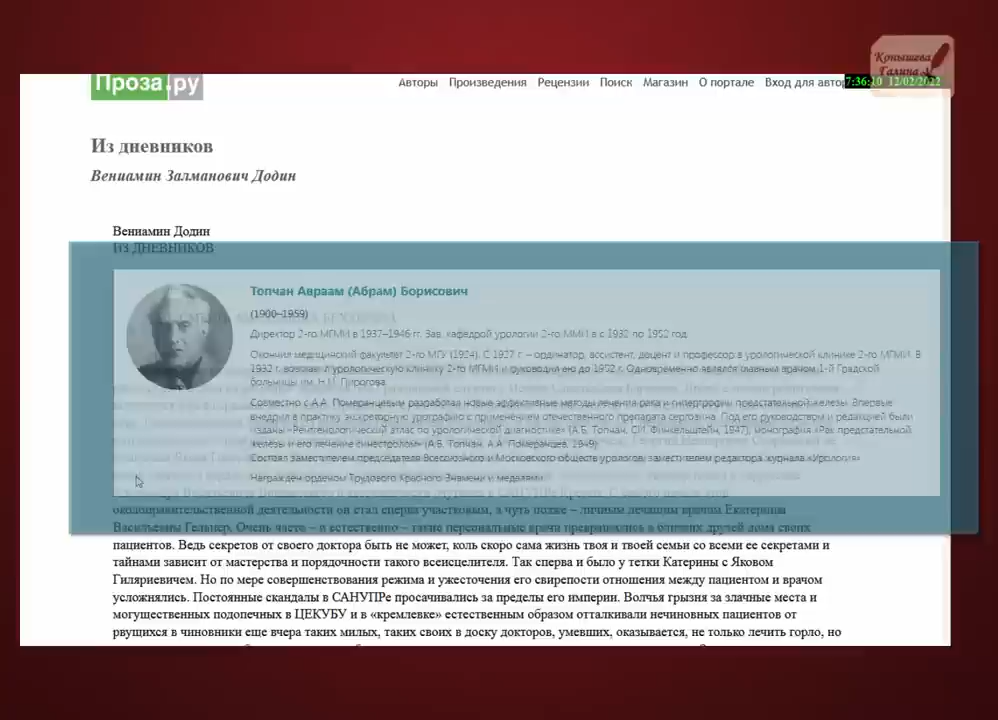 Проза.ру
Авторы Произведения Рецензии Поиск Магазин О портале Вход для автор
Конышева
Галина
7:36:10 12/02/2022
Из дневников
Вениамин Залманович Додин
Вениамин Додин
ИЗ ДНЕВНИКОВ
Топчан Авраам (Абрам) Борисович
(1900–1959)
Директор 2-го МГМИ в 1937–1946 гг. Зав. кафедрой урологии 2-го ММИ в с 1932 по 1952 год.
Окончил медицинский факультет 2-го МГУ (1924). С 1927 г. – ординатор, ассистент, доцент и профессор в урологической клинике 2-го МГМИ. В
1932 г. возглавил урологическую клинику 2-го МГМИ и руководил ею до 1952 г. Одновременно являлся главным врачом 1-й Градской
больницы им. Н.И. Пирогова.
Совместно с А.А. Померанцевым разработал новые эффективные методы лечения рака и гипертрофии предстательной железы. Впервые
внедрил в практику экскреторную урографию с применением отечественного препарата сергозина. Под его руководством и редакцией были
изданы «Рентгенологический атлас по урологической диагностике» (А.Б. Топчан, СИ. Финкельштейн, 1947), монография «Рак предстательной
железы и его лечение синестролом» (А.Б. Топчан, А.А. Померанцев, 1949).
Состоял заместителем председателя Всесоюзного и Московского обществ урологов, заместителем редактора журнала «Урология».
Награжден орденом Трудового Красного Знамени и медалями.
околоправительственной деятельности он стал сперва участковым, а чуть позже – личным лечащим врачом Екатерины
Васильевны Гельцер. Очень часто – и естественно – такие персональные врачи превращались в близких друзей дома своих
пациентов. Ведь секретов от своего доктора быть не может, коль скоро сама жизнь твоя и твоей семьи со всеми ее секретами и
тайнами зависит от мастерства и порядочности такого всеисцелителя. Так сперва и было у тетки Катерины с Яковом
Гиляриевичем. Но по мере совершенствования режима и ужесточения его свирепости отношения между пациентом и врачом
усложнялись. Постоянные скандалы в САНУПРе просачивались за пределы его империи. Волчья грызня за злачные места и
могущественных подопечных в ЦЕКУБУ и в «кремлевке» естественным образом отталкивали нечиновных пациентов от
рвущихся в чиновники еще вчера таких милых, таких своих в доску докторов, умевших, оказывается, не только лечить горло, но